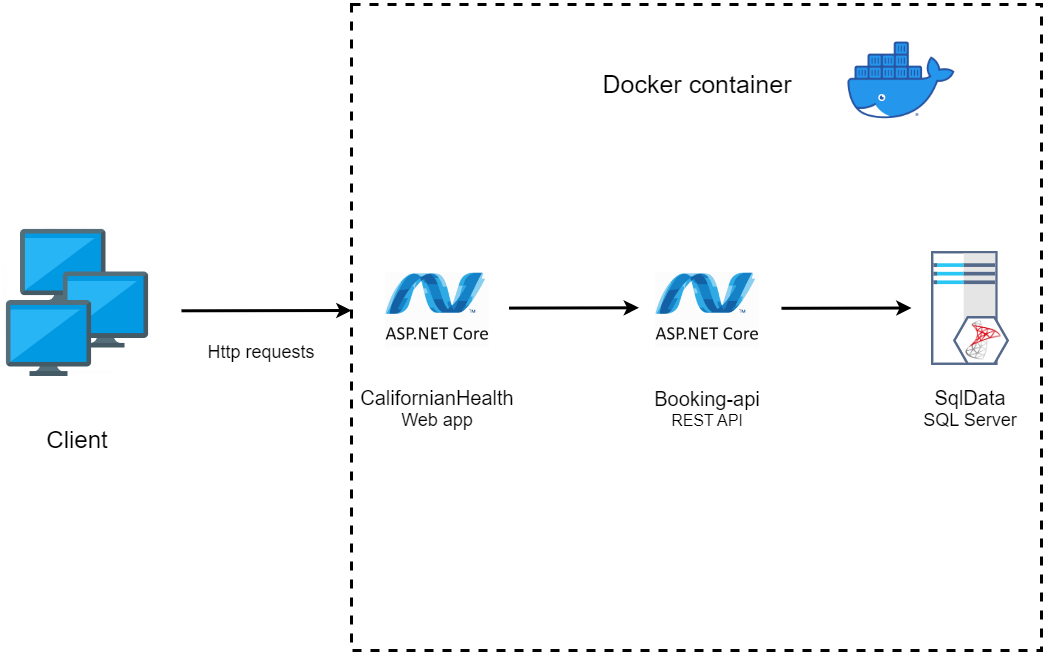 Docker container
ASP.NET Core
ASP.NET Core
Http requests
CalifornianHealth
Web app
Booking-api
REST API
SqlData
SQL Server
Client